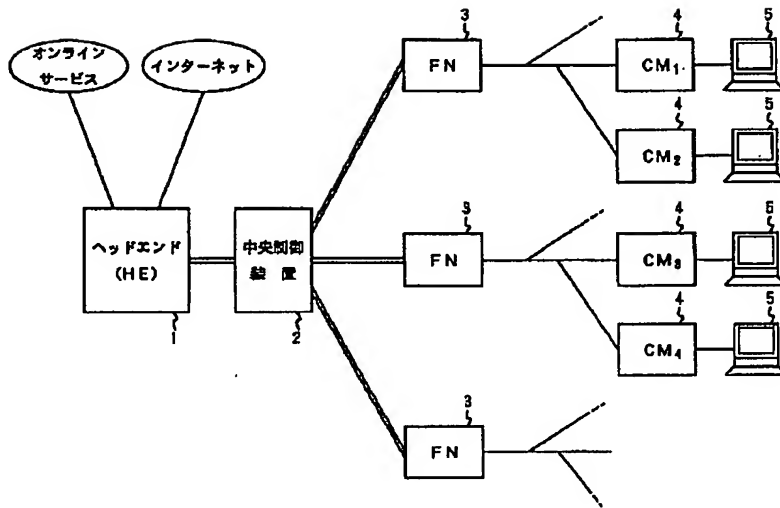 オンライン
サービス
インターネット
ヘッドエンド
(HE)
1
中央制御
装置
2
3
FN
4
CM₁
5
4
CM₂
5
3
FN
4
CM₃
5
4
CM₄
5
3
FN